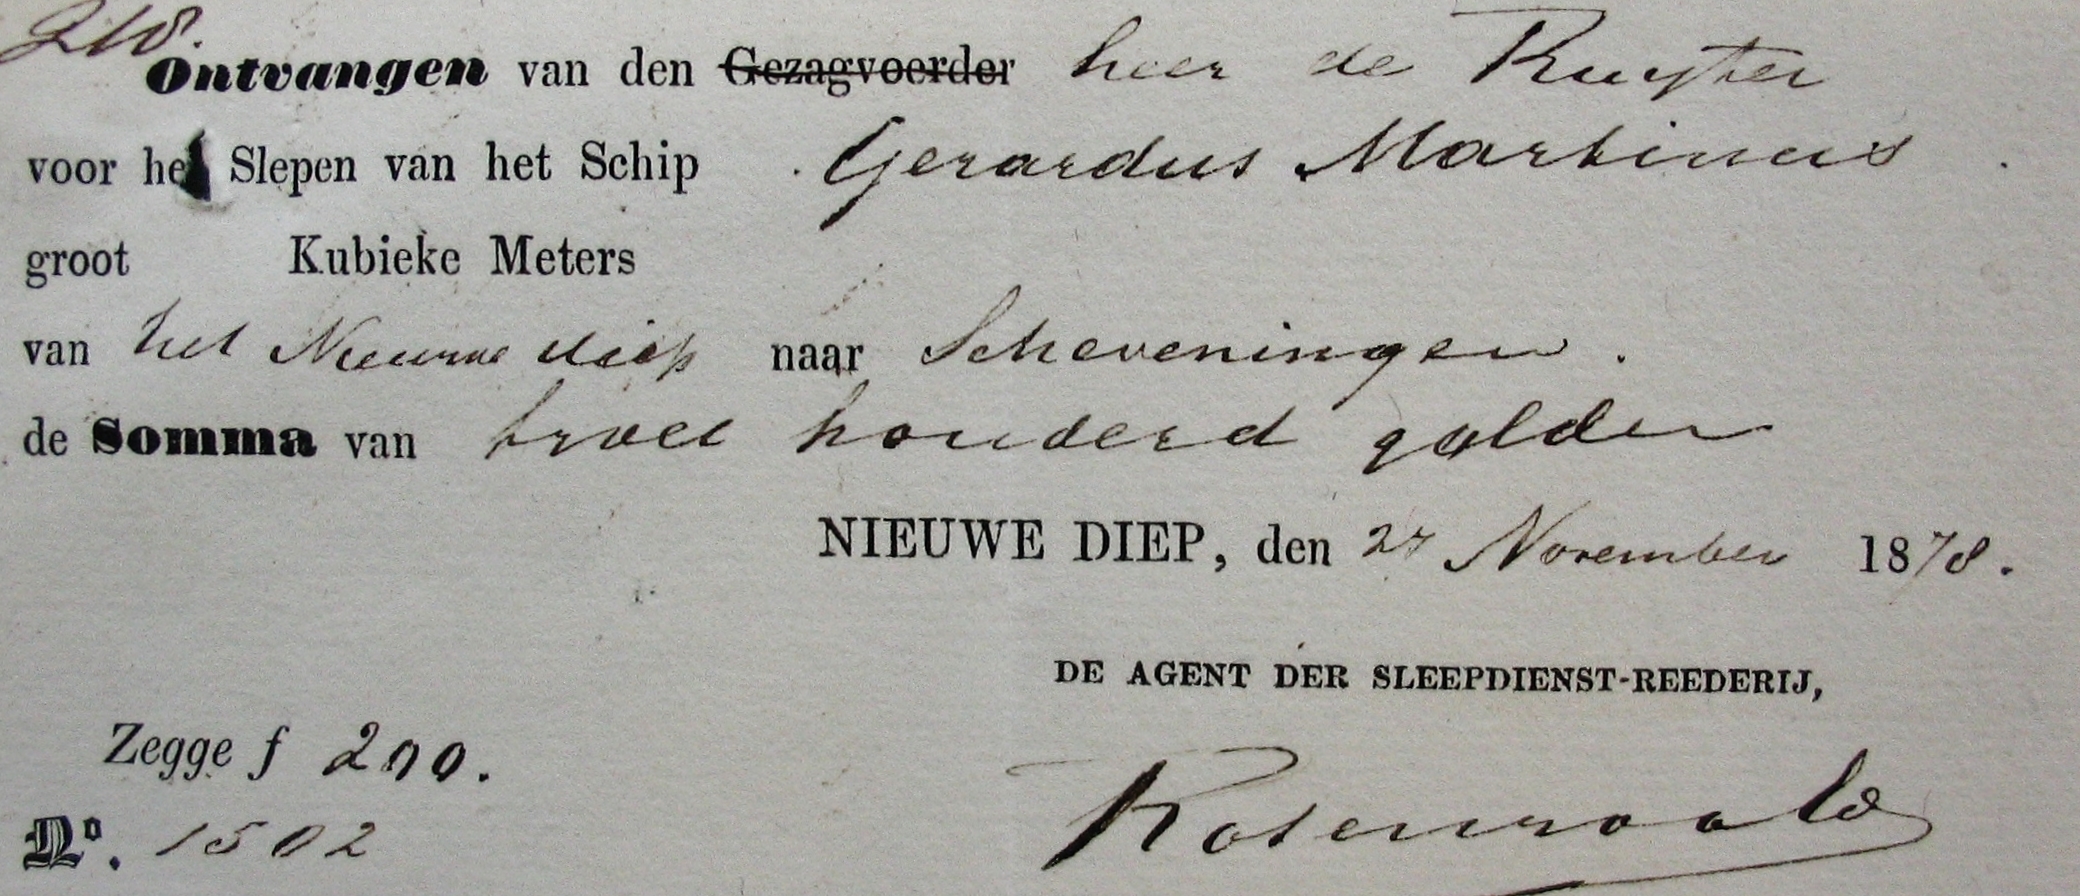 Ontvangen van den Gezagvoerder heer de Ruyter
voor het Slepen van het Schip Gerardus Martinus
groot Kubieke Meters
van het Nieuwe diep naar Scheveningen.
de Somma van twee honderd gulden
NIEUWE DIEP, den 27 November 1878.
DE AGENT DER SLEEPDIENST-REEDERIJ,
Zegge f 200.
No. 1502